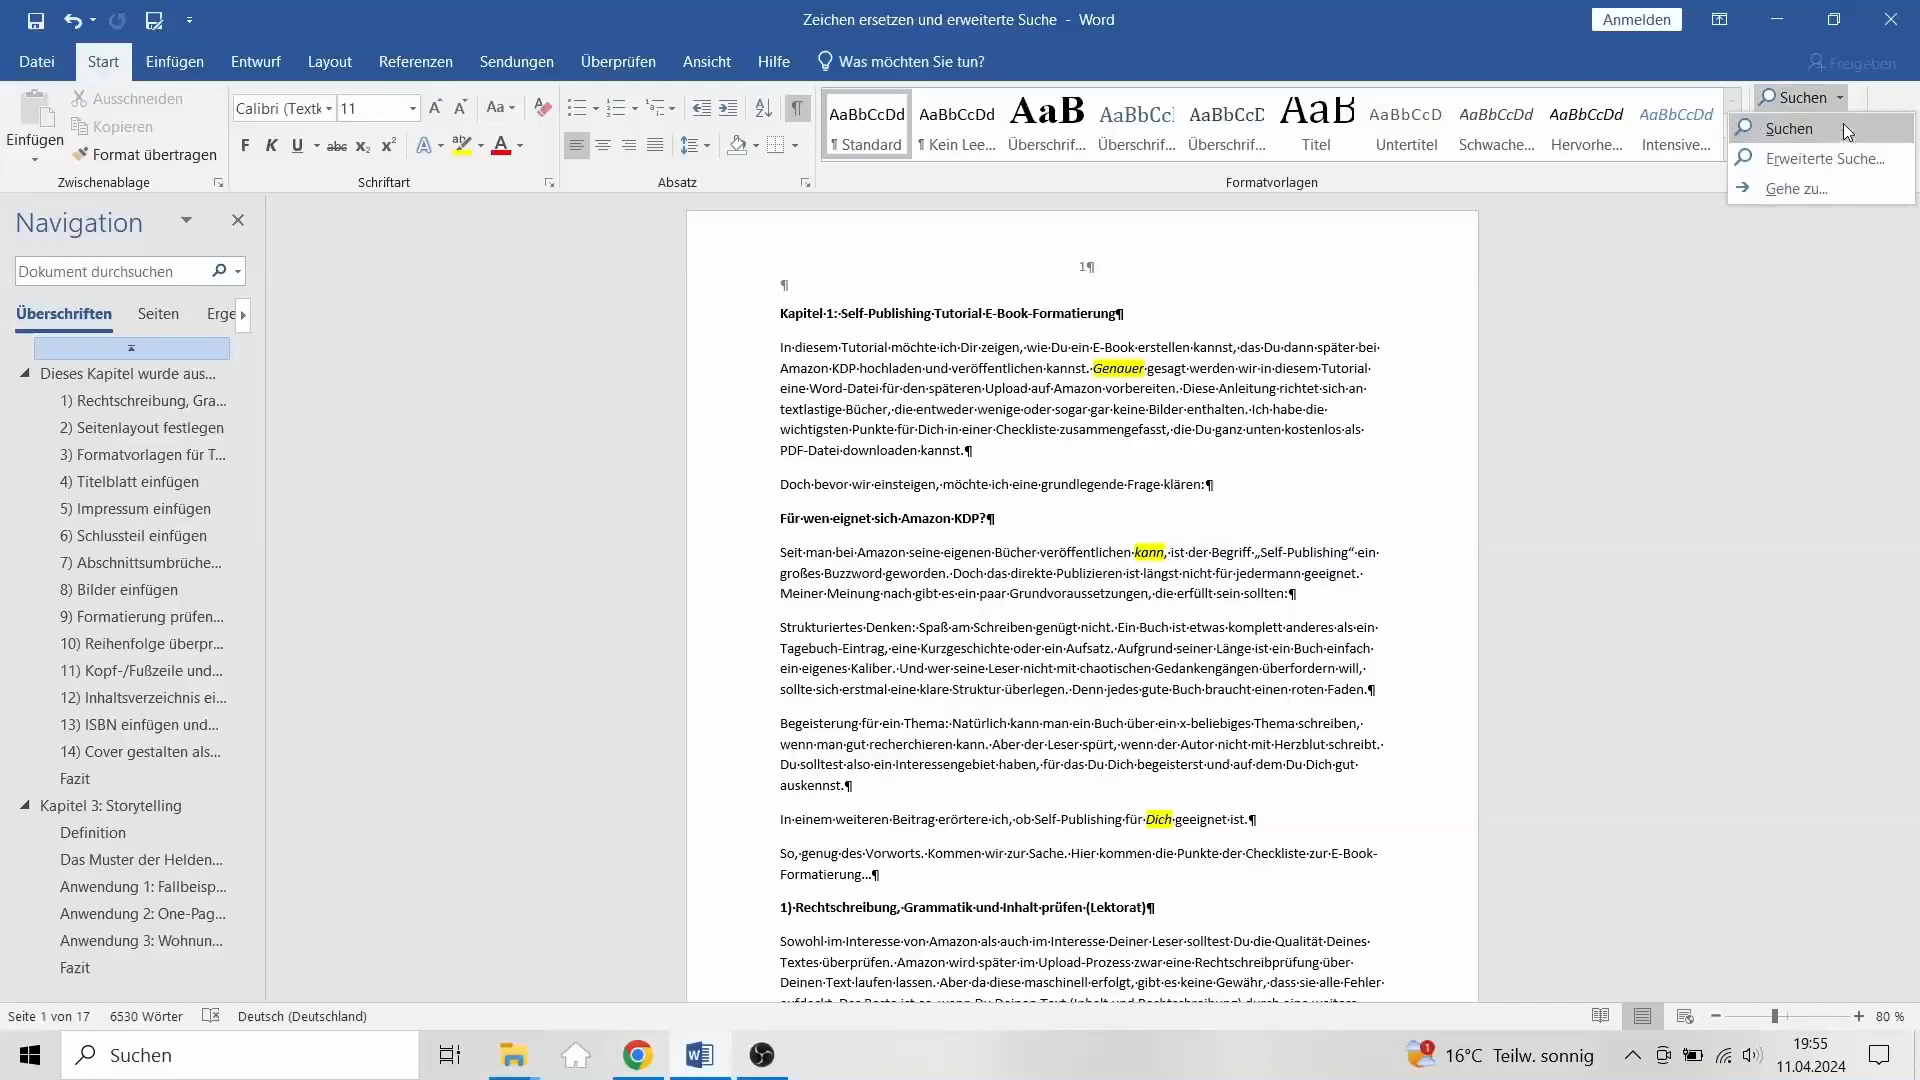 Zeichen ersetzen und erweiterte Suche - Word
Anmelden
Datei Start Einfügen Entwurf Layout Referenzen Sendungen Überprüfen Ansicht Hilfe Was möchten Sie tun? Freigeben
Einfügen
Ausschneiden
Kopieren
Format übertragen
Zwischenablage
Calibri (Textk 11
Schriftart
Absatz
AaBbCcDd AaBbCcDd AaB AaBbCcI AaBbCcD AaB AaBbCcD AaBbCcDd AaBbCcDd AaBbCcDd
¶ Standard ¶ Kein Lee... Überschrif... Überschrif... Überschrif... Titel Untertitel Schwache... Hervorhe... Intensive...
Formatvorlagen
Suchen
Suchen
Erweiterte Suche...
Gehe zu...
Navigation
Dokument durchsuchen
Überschriften Seiten Erge
Dieses Kapitel wurde aus...
1) Rechtschreibung, Gra...
2) Seitenlayout festlegen
3) Formatvorlagen für T...
4) Titelblatt einfügen
5) Impressum einfügen
6) Schlussteil einfügen
7) Abschnittsumbrüche...
8) Bilder einfügen
9) Formatierung prüfen...
10) Reihenfolge überpr...
11) Kopf-/Fußzeile und...
12) Inhaltsverzeichnis ei...
13) ISBN einfügen und...
14) Cover gestalten als...
Fazit
Kapitel 3: Storytelling
Definition
Das Muster der Helden...
Anwendung 1: Fallbeisp...
Anwendung 2: One-Pag...
Anwendung 3: Wohnun...
Fazit
1¶
¶
Kapitel·1:·Self-Publishing·Tutorial·E-Book-Formatierung¶
In·diesem·Tutorial·möchte·ich·Dir·zeigen,·wie·Du·ein·E-Book·erstellen·kannst,·das·Du·dann·später·bei·
Amazon·KDP·hochladen·und·veröffentlichen·kannst.·Genauer·gesagt·werden·wir·in·diesem·Tutorial·
eine·Word-Datei·für·den·späteren·Upload·auf·Amazon·vorbereiten.·Diese·Anleitung·richtet·sich·an·
textlastige·Bücher,·die·entweder·wenige·oder·sogar·gar·keine·Bilder·enthalten.·Ich·habe·die·
wichtigsten·Punkte·für·Dich·in·einer·Checkliste·zusammengefasst,·die·Du·ganz·unten·kostenlos·als·
PDF-Datei·downloaden·kannst.¶
Doch·bevor·wir·einsteigen,·möchte·ich·eine·grundlegende·Frage·klären:¶
Für·wen·eignet·sich·Amazon·KDP?¶
Seit·man·bei·Amazon·seine·eigenen·Bücher·veröffentlichen·kann,·ist·der·Begriff·„Self-Publishing“·ein·
großes·Buzzword·geworden.·Doch·das·direkte·Publizieren·ist·längst·nicht·für·jedermann·geeignet.·
Meiner·Meinung·nach·gibt·es·ein·paar·Grundvoraussetzungen,·die·erfüllt·sein·sollten:¶
Strukturiertes·Denken:·Spaß·am·Schreiben·genügt·nicht.·Ein·Buch·ist·etwas·komplett·anderes·als·ein·
Tagebuch-Eintrag,·eine·Kurzgeschichte·oder·ein·Aufsatz.·Aufgrund·seiner·Länge·ist·ein·Buch·einfach·
ein·eigenes·Kaliber.·Und·wer·seine·Leser·nicht·mit·chaotischen·Gedankengängen·überfordern·will,·
sollte·sich·erstmal·eine·klare·Struktur·überlegen.·Denn·jedes·gute·Buch·braucht·einen·roten·Faden.¶
Begeisterung·für·ein·Thema:·Natürlich·kann·man·ein·Buch·über·ein·x-beliebiges·Thema·schreiben,·
wenn·man·gut·recherchieren·kann.·Aber·der·Leser·spürt,·wenn·der·Autor·nicht·mit·Herzblut·schreibt.·
Du·solltest·also·ein·Interessengebiet·haben,·für·das·Du·Dich·begeisterst·und·auf·dem·Du·Dich·gut·
auskennst.¶
In·einem·weiteren·Beitrag·erörtere·ich,·ob·Self-Publishing·für·Dich·geeignet·ist.¶
So,·genug·des·Vorworts.·Kommen·wir·zur·Sache.·Hier·kommen·die·Punkte·der·Checkliste·zur·E-Book-
Formatierung...¶
1)·Rechtschreibung,·Grammatik·und·Inhalt·prüfen·(Lektorat)¶
Sowohl·im·Interesse·von·Amazon·als·auch·im·Interesse·Deiner·Leser·solltest·Du·die·Qualität·Deines·
Textes·überprüfen.·Amazon·wird·später·im·Upload-Prozess·zwar·eine·Rechtschreibprüfung·über·
Deinen·Text·laufen·lassen.·Aber·da·diese·maschinell·erfolgt,·gibt·es·keine·Gewähr,·dass·sie·alle·Fehler·
Seite 1 von 17 6530 Wörter Deutsch (Deutschland) 80 %
Suchen
1
16°C Teilw. sonnig
19:55
11.04.2024